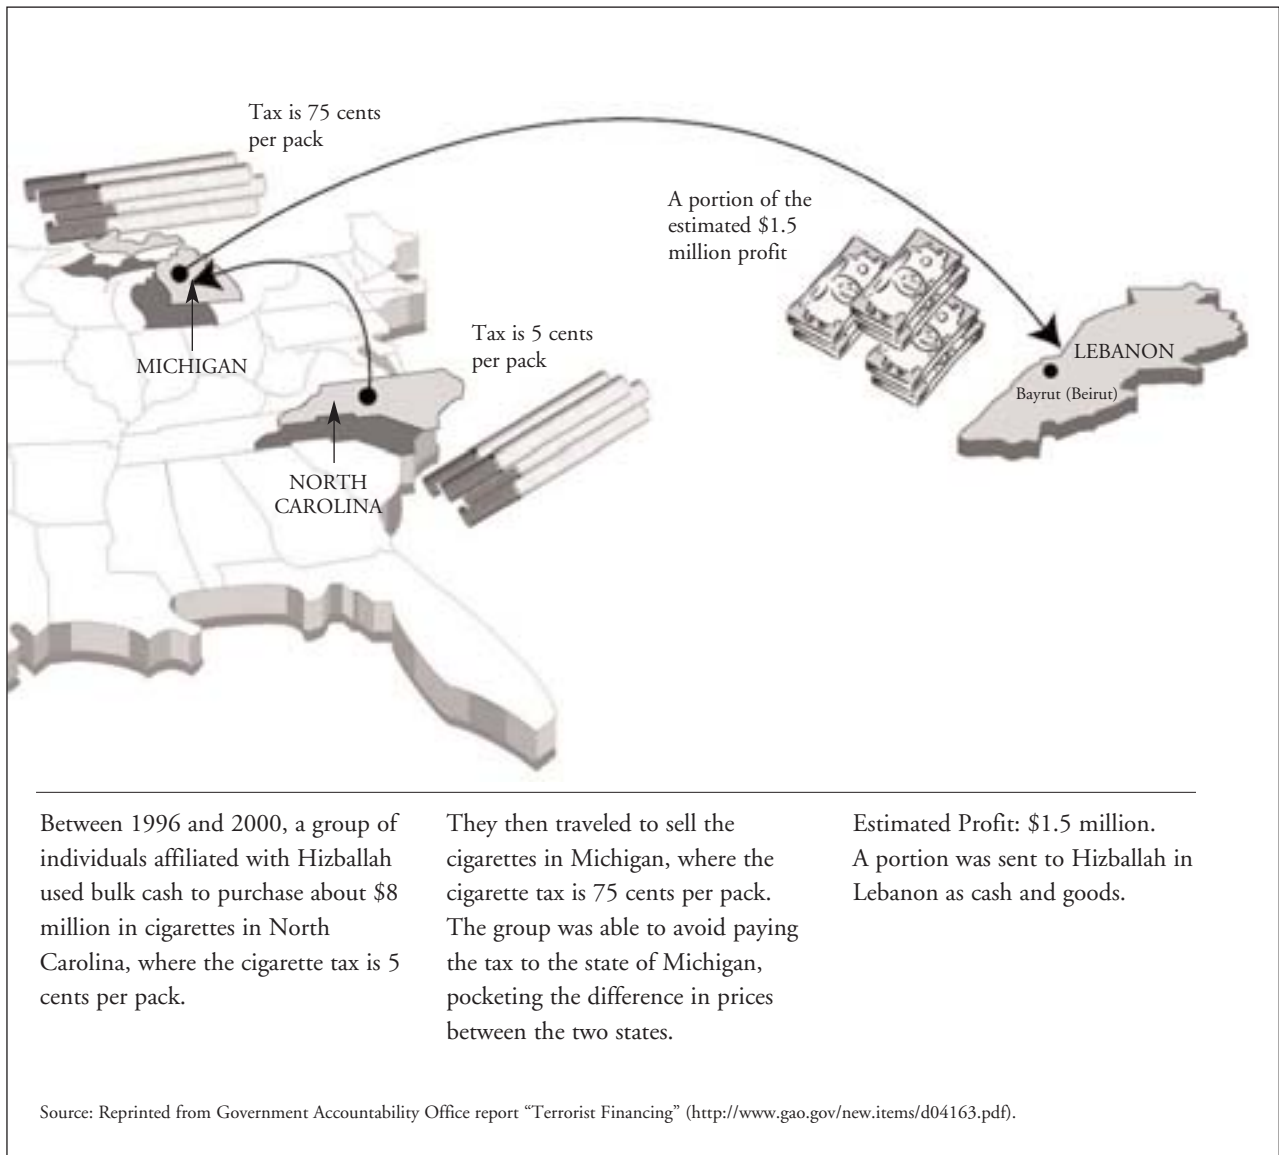 Tax is 75 cents
per pack
A portion of the
estimated $1.5
million profit
Tax is 5 cents
per pack
MICHIGAN
LEBANON
Bayrut (Beirut)
NORTH
CAROLINA
Between 1996 and 2000, a group of
individuals affiliated with Hizballah
used bulk cash to purchase about $8
million in cigarettes in North
Carolina, where the cigarette tax is 5
cents per pack.
They then traveled to sell the
cigarettes in Michigan, where the
cigarette tax is 75 cents per pack.
The group was able to avoid paying
the tax to the state of Michigan,
pocketing the difference in prices
between the two states.
Estimated Profit: $1.5 million.
A portion was sent to Hizballah in
Lebanon as cash and goods.
Source: Reprinted from Government Accountability Office report “Terrorist Financing” (http://www.gao.gov/new.items/d04163.pdf).